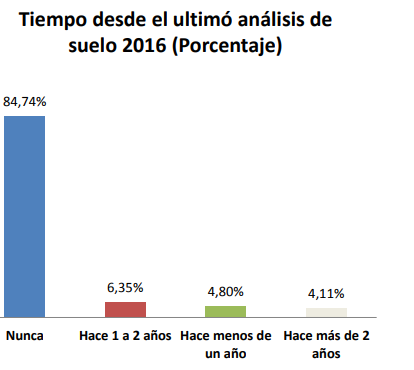 Tiempo desde el ultimó análisis de
suelo 2016 (Porcentaje)
84,74%
6,35%
4,80%
4,11%
Nunca
Hace 1 a 2 años
Hace menos de
un año
Hace más de 2
años